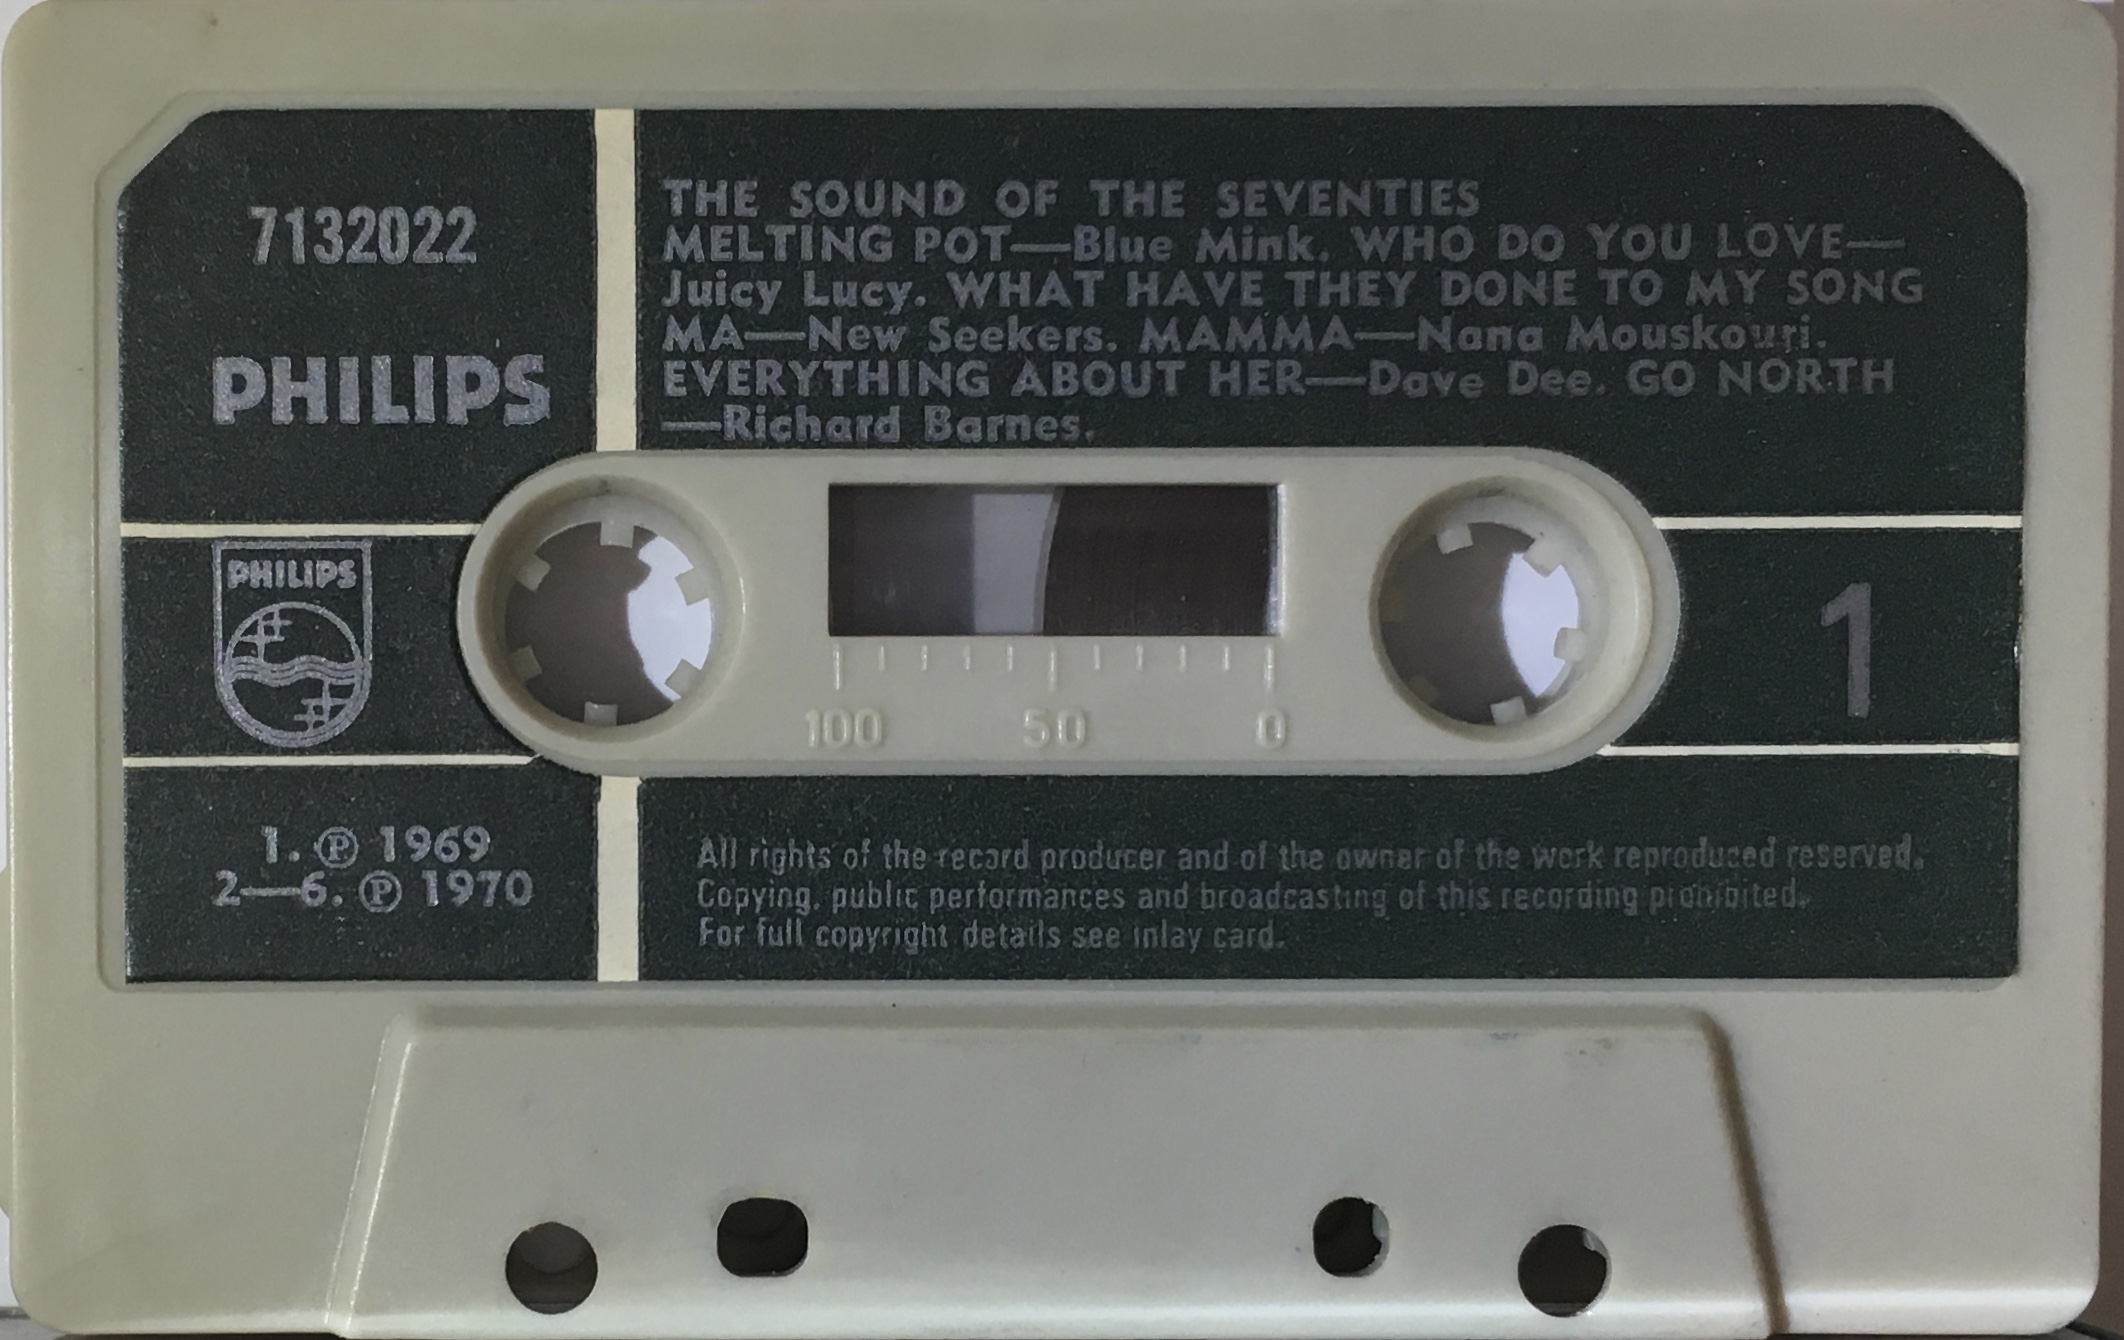 7132022
PHILIPS
THE SOUND OF THE SEVENTIES
MELTING POT—Blue Mink. WHO DO YOU LOVE—
Juicy Lucy. WHAT HAVE THEY DONE TO MY SONG
MA—New Seekers. MAMMA—Nana Mouskouri.
EVERYTHING ABOUT HER—Dave Dee. GO NORTH
—Richard Barnes.
PHILIPS
100 50 0
1
1. Ⓟ 1969
2—6. Ⓟ 1970
All rights of the record producer and of the owner of the work reproduced reserved.
Copying, public performances and broadcasting of this recording prohibited.
For full copyright details see inlay card.